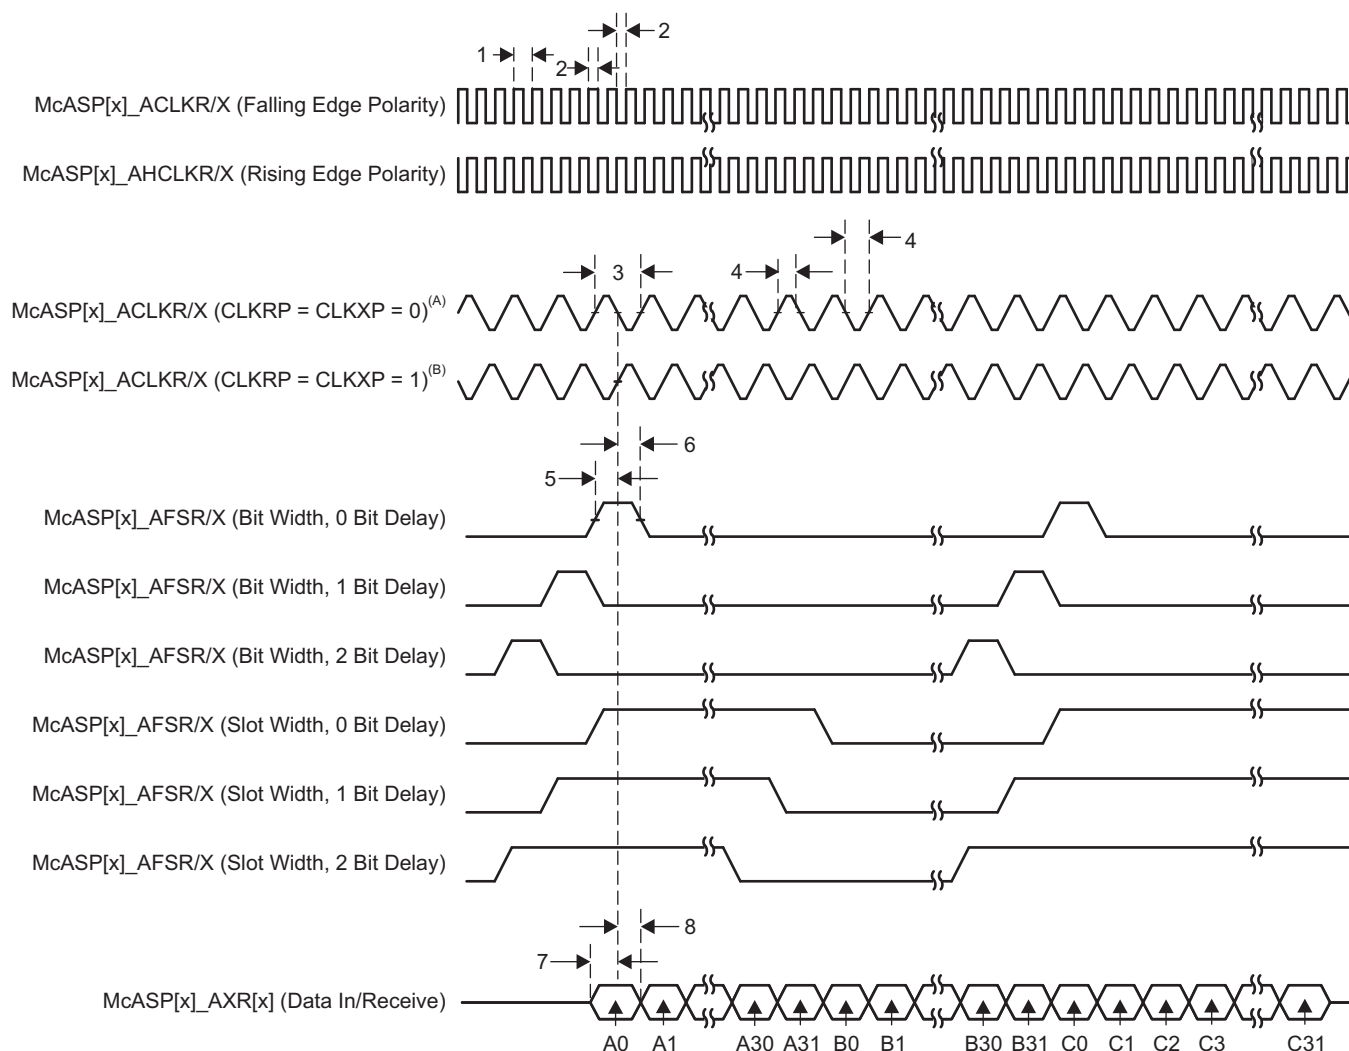 2
1
2
McASP[x]_ACLKR/X (Falling Edge Polarity)
McASP[x]_AHCLKR/X (Rising Edge Polarity)
4
3
4
McASP[x]_ACLKR/X (CLKRP = CLKXP = 0)(A)
McASP[x]_ACLKR/X (CLKRP = CLKXP = 1)(B)
6
5
McASP[x]_AFSR/X (Bit Width, 0 Bit Delay)
McASP[x]_AFSR/X (Bit Width, 1 Bit Delay)
McASP[x]_AFSR/X (Bit Width, 2 Bit Delay)
McASP[x]_AFSR/X (Slot Width, 0 Bit Delay)
McASP[x]_AFSR/X (Slot Width, 1 Bit Delay)
McASP[x]_AFSR/X (Slot Width, 2 Bit Delay)
8
7
McASP[x]_AXR[x] (Data In/Receive)
A0 A1 A30 A31 B0 B1 B30 B31 C0 C1 C2 C3 C31